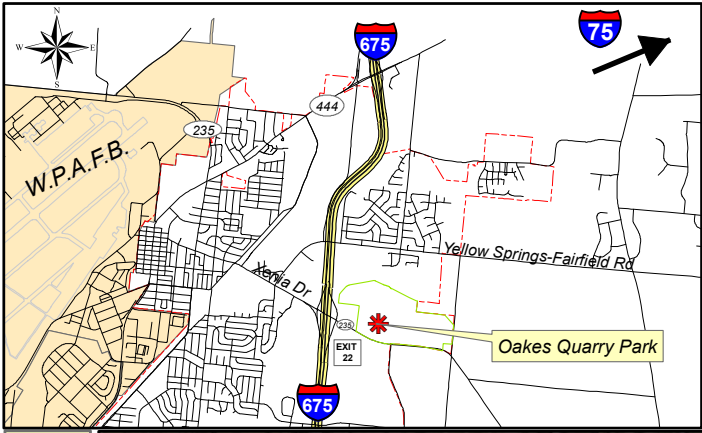 N
W
E
S
675
75
444
235
W.P.A.F.B.
Yellow Springs-Fairfield Rd
Xenia Dr
235
EXIT
22
Oakes Quarry Park
675